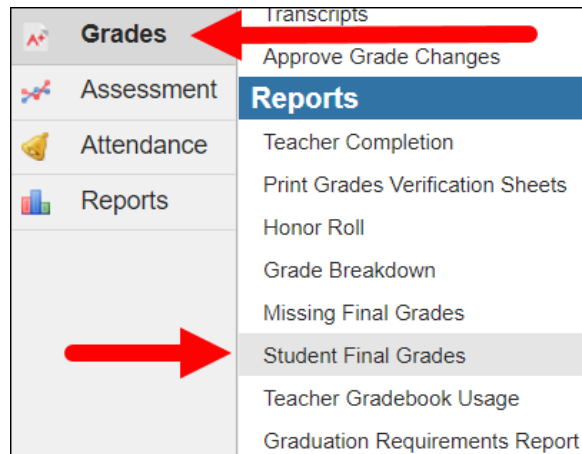 Grades
Assessment
Attendance
Reports
Transcripts
Approve Grade Changes
Reports
Teacher Completion
Print Grades Verification Sheets
Honor Roll
Grade Breakdown
Missing Final Grades
Student Final Grades
Teacher Gradebook Usage
Graduation Requirements Report